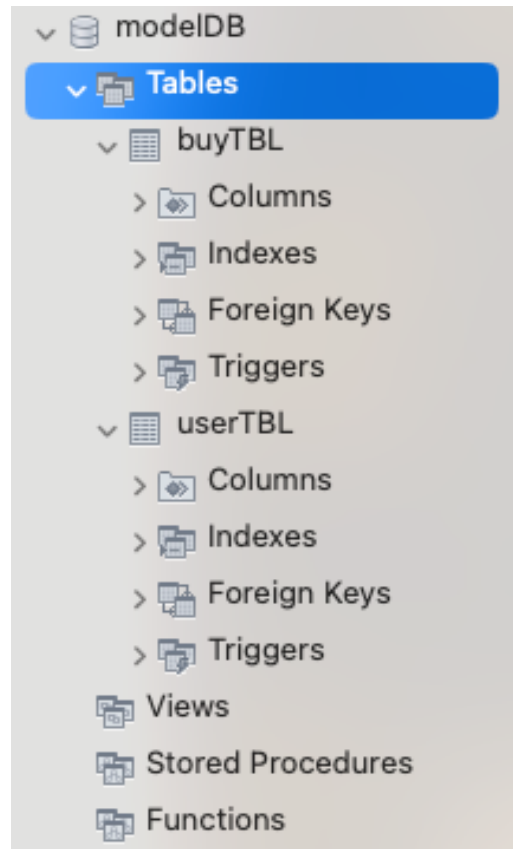 modelDB
Tables
buyTBL
Columns
Indexes
Foreign Keys
Triggers
userTBL
Columns
Indexes
Foreign Keys
Triggers
Views
Stored Procedures
Functions